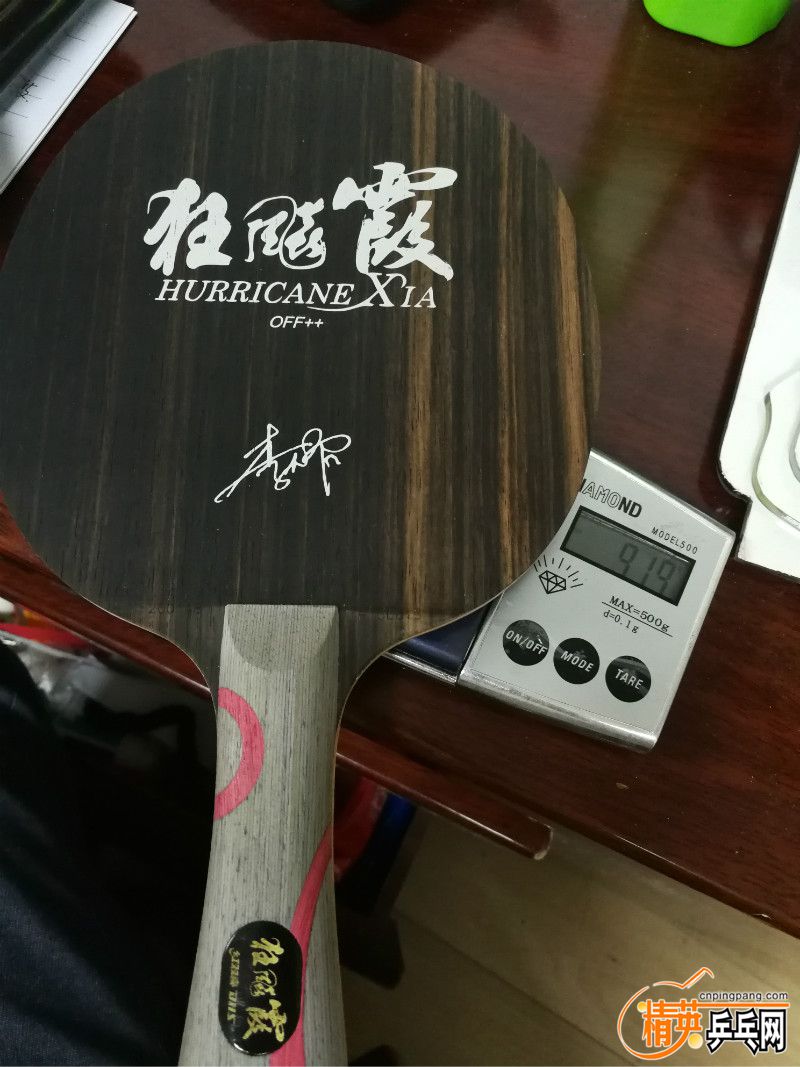 狂飚霞
HURRICANE XIA
OFF++
DIAMOND
MODEL500
91.9
MAX=500g
d=0.1g
ON/OFF
MODE
TARE
狂飚霞
cnpingpang.com
精英乒乓网